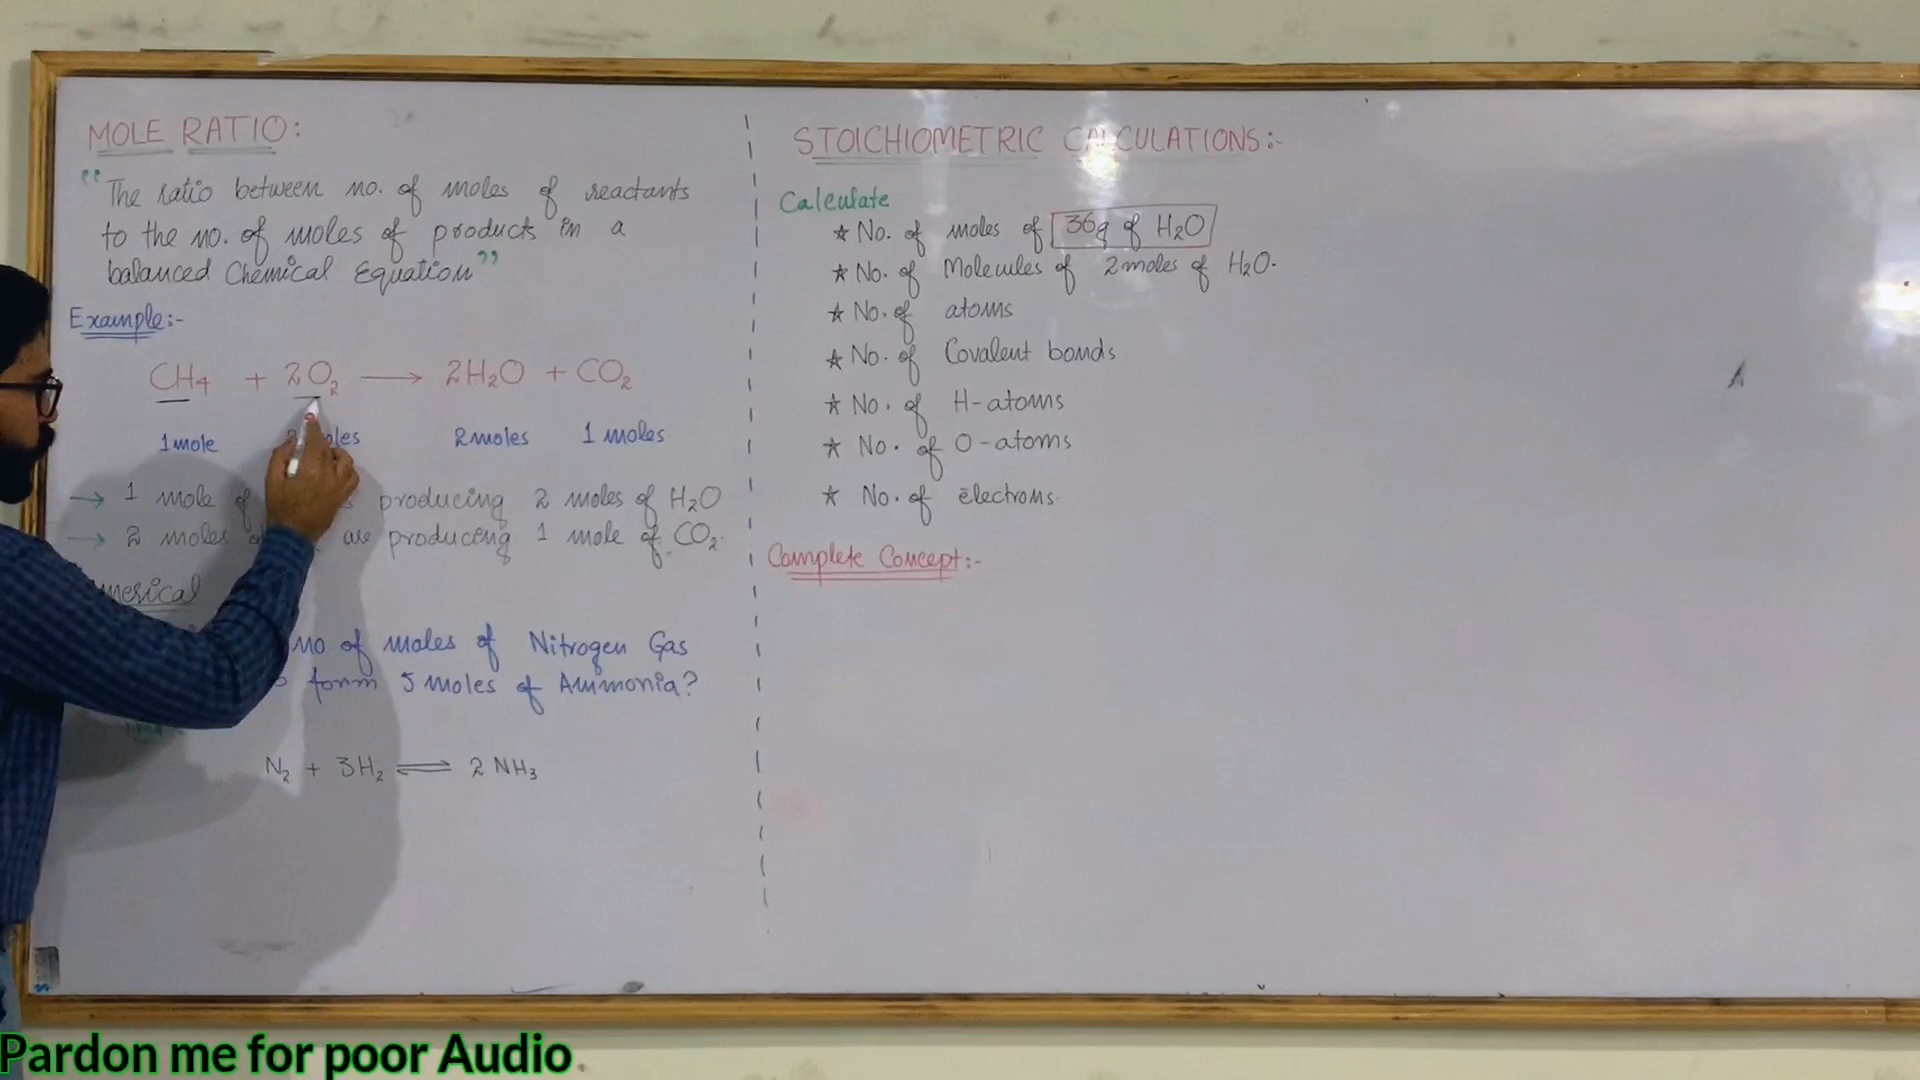 MOLE RATIO:
"The ratio between no. of moles of reactants
to the no. of moles of products in a
balanced Chemical Equation"
Example:-
CH4 + 2O2 ⟶ 2H2O + CO2
1mole 2moles 1 moles
→ 1 mole of producing 2 moles of H2O
→ 2 moles are producing 1 mole of CO2.
no. of moles of Nitrogen Gas
form 5 moles of Ammonia?
N2 + 3H2 ⇌ 2NH3
STOICHIOMETRIC CALCULATIONS:-
Calculate
★ No. of moles of 36g of H2O
★ No. of Molecules of 2moles of H2O.
★ No. of atoms
★ No. of Covalent bonds
★ No. of H-atoms
★ No. of O-atoms
★ No. of electrons.
Complete Concept:-
Pardon me for poor Audio